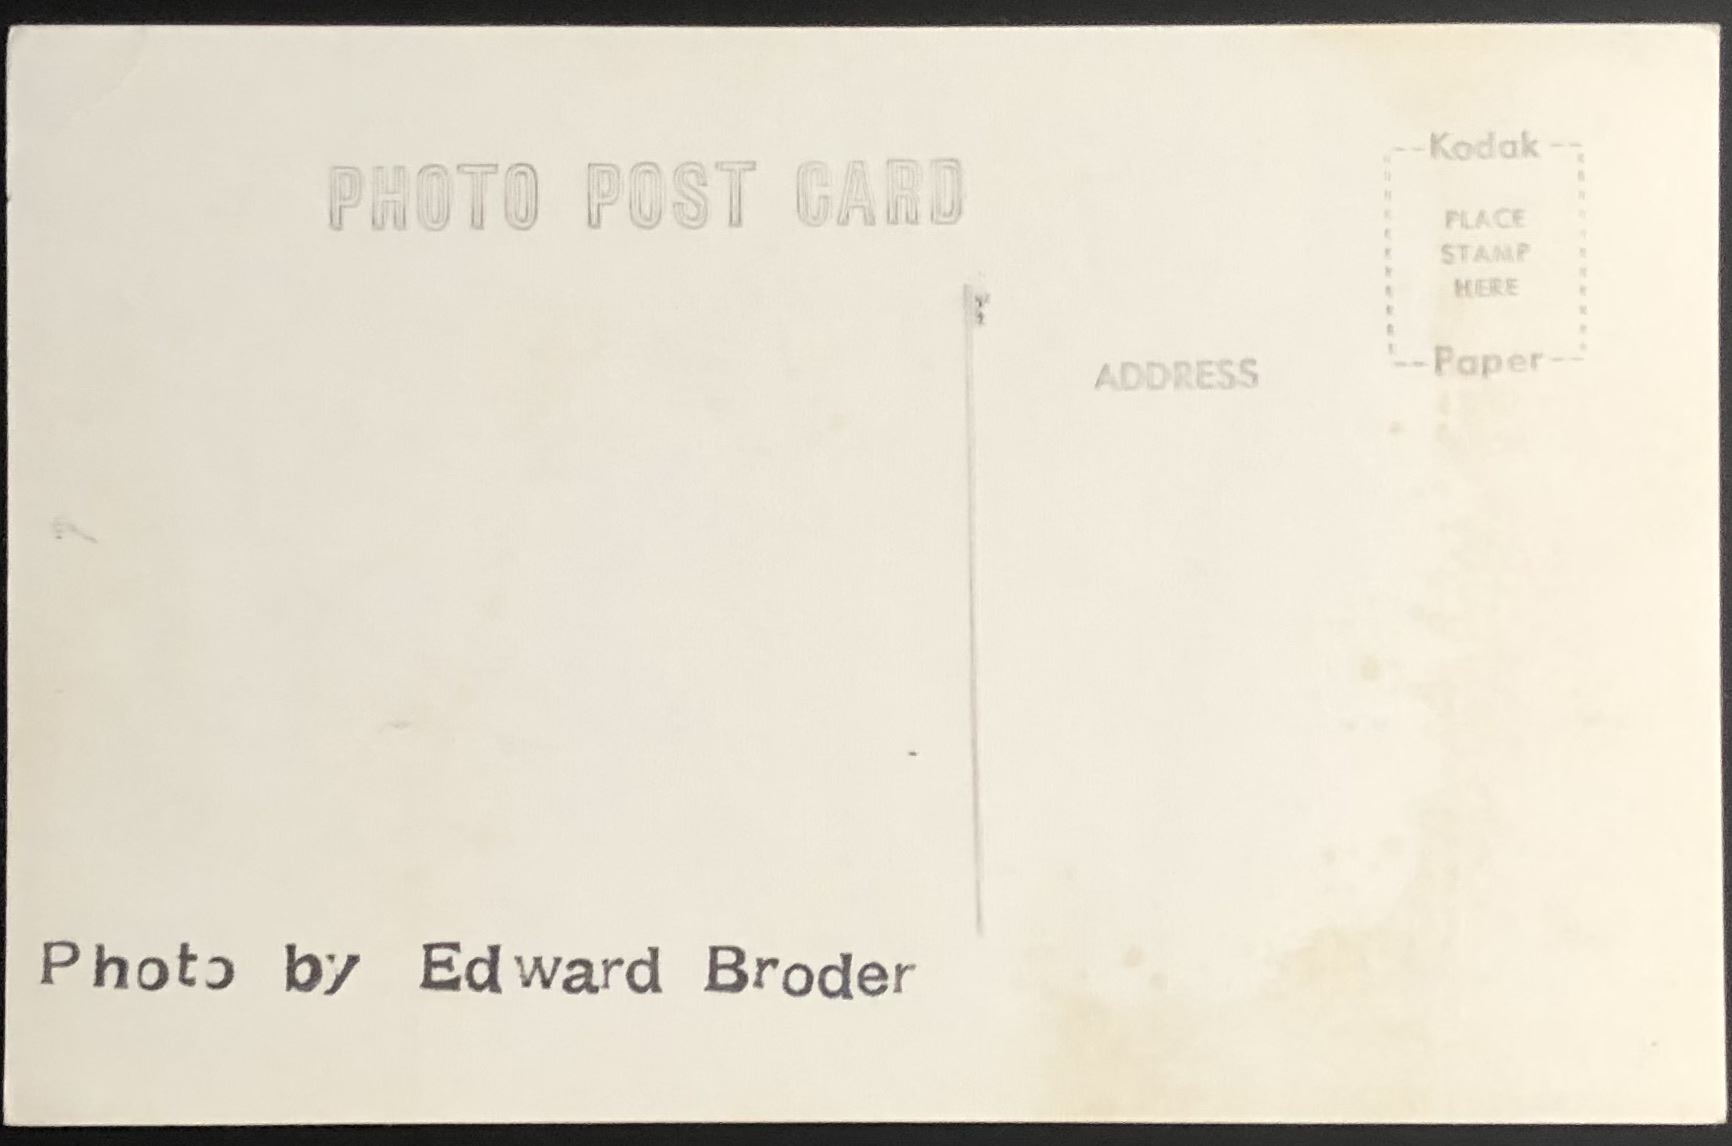 PHOTO POST CARD
Kodak
PLACE
STAMP
HERE
Paper
ADDRESS
Photo by Edward Broder